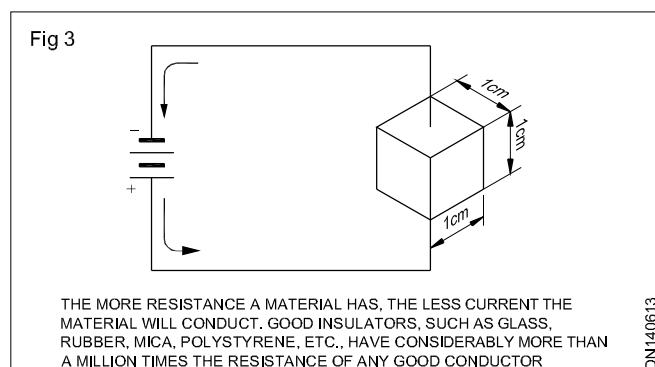 Fig 3
1cm
1cm
1cm
−
+
THE MORE RESISTANCE A MATERIAL HAS, THE LESS CURRENT THE
MATERIAL WILL CONDUCT. GOOD INSULATORS, SUCH AS GLASS,
RUBBER, MICA, POLYSTYRENE, ETC., HAVE CONSIDERABLY MORE THAN
A MILLION TIMES THE RESISTANCE OF ANY GOOD CONDUCTOR